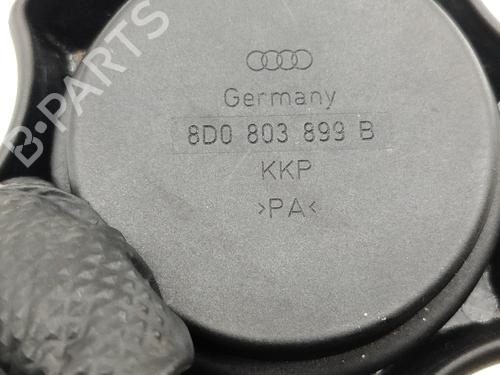 B-PARTS
Germany
8D0 803 899 B
KKP
>PA<